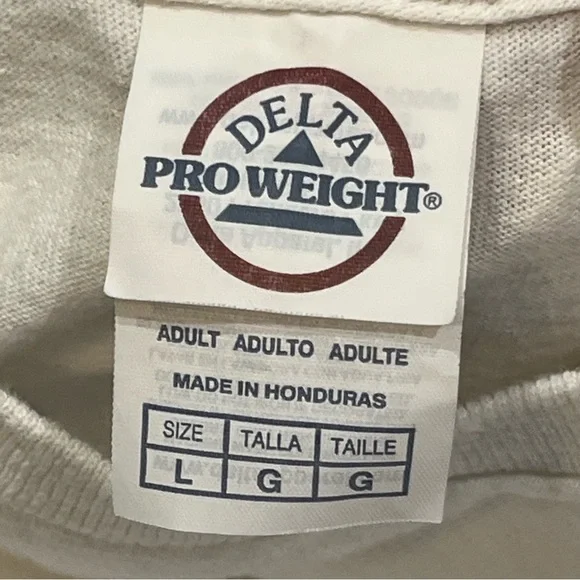 DELTA
PRO WEIGHT®
ADULT ADULTO ADULTE
MADE IN HONDURAS
SIZE TALLA TAILLE
L G G